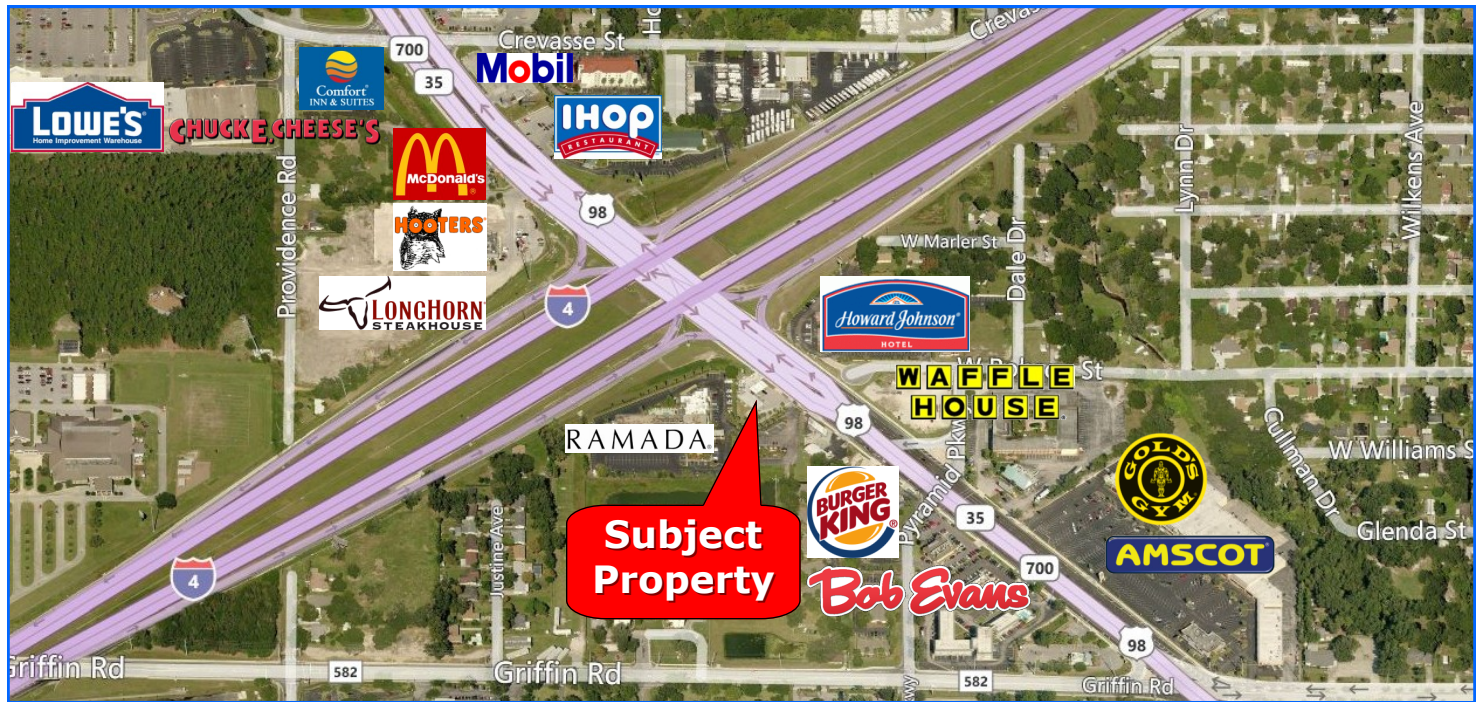 Crevasse St
Crevasse
700
35
Mobil
Comfort
INN & SUITES
LOWE'S
Home Improvement Warehouse
CHUCK E. CHEESE'S
IHOP
RESTAURANT
McDonald's
Providence Rd
98
HOOTERS
Lynn Dr
Wilkens Ave
W Marler St
Dale Dr
LONGHORN
STEAKHOUSE
4
Howard Johnson
HOTEL
WAFFLE
HOUSE
St
98
RAMADA
Pyramid Pkwy
Cullman Dr
W Williams S
GOLD'S
GYM
BURGER
KING
35
Glenda St
Subject
Property
Justine Ave
AMSCOT
4
Bob Evans
700
98
Griffin Rd
582
Griffin Rd
582
Griffin Rd
wy